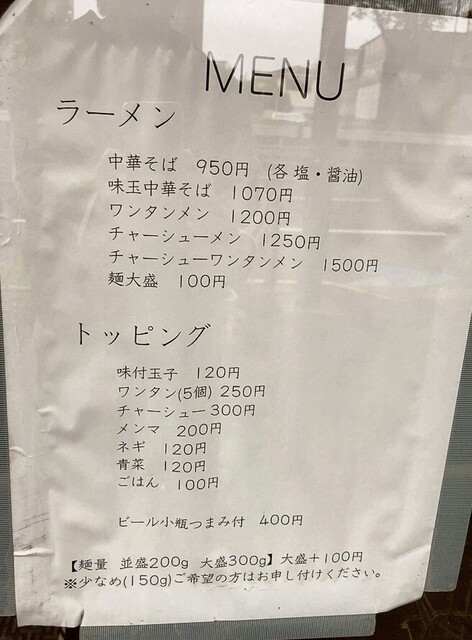 MENU
ラーメン
中華そば 950円 (各 塩・醤油)
味玉中華そば 1070円
ワンタンメン 1200円
チャーシューメン 1250円
チャーシューワンタンメン 1500円
麺大盛 100円
トッピング
味付玉子 120円
ワンタン(5個) 250円
チャーシュー 300円
メンマ 200円
ネギ 120円
青菜 120円
ごはん 100円
ビール小瓶つまみ付 400円
【麺量 並盛200g 大盛300g】大盛+100円
※少なめ(150g)ご希望の方はお申し付けください。